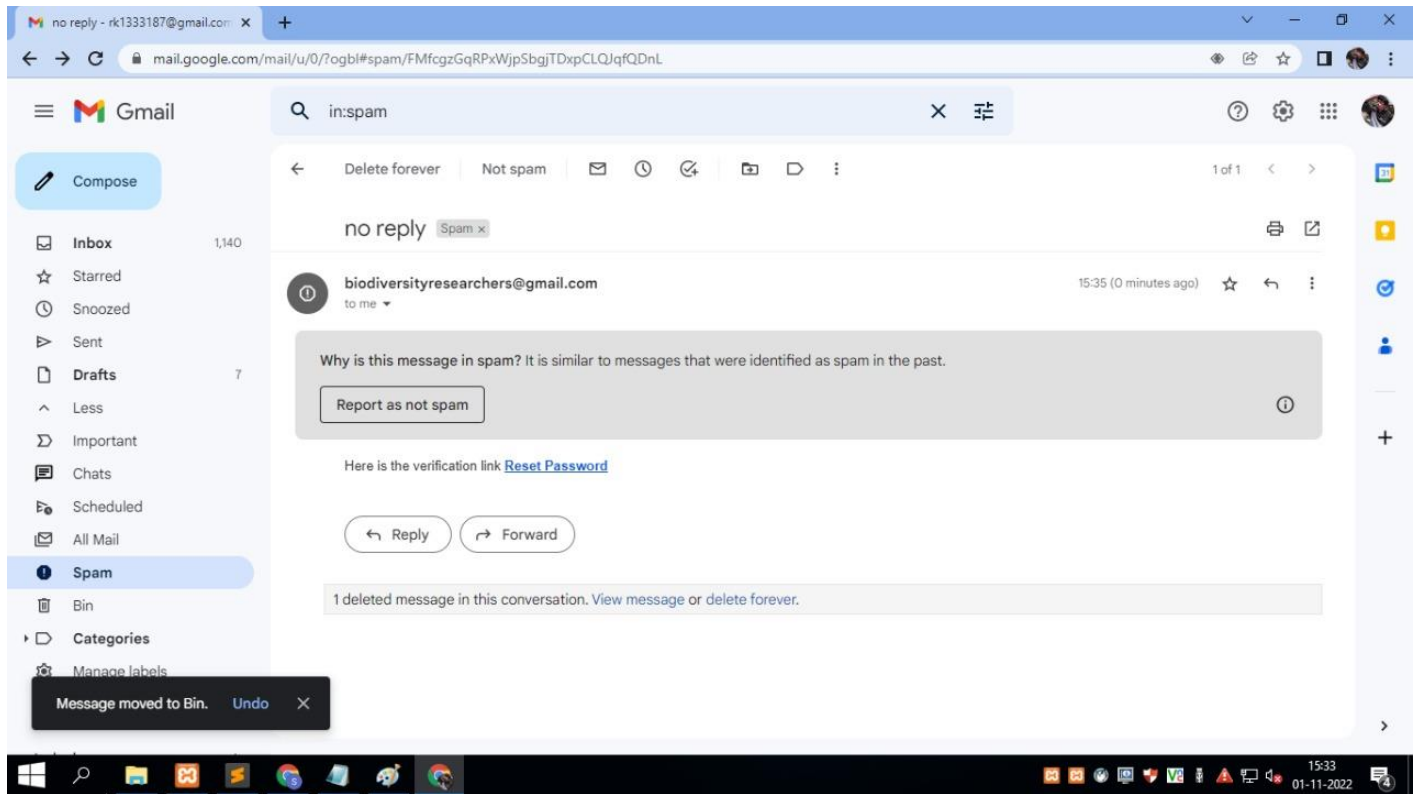 no reply - rk1333187@gmail.com
mail.google.com/mail/u/0/?ogbl#spam/FMfcgzGqRPxWjpSbgjTDxpCLQJqfQDnL
Gmail
in:spam
Compose
Delete forever Not spam 1 of 1
31
no reply Spam ×
Inbox 1,140
Starred
Snoozed
Sent
Drafts 7
Less
Important
Chats
Scheduled
All Mail
Spam
Bin
Categories
Manage labels
biodiversityresearchers@gmail.com 15:35 (0 minutes ago)
to me
Why is this message in spam? It is similar to messages that were identified as spam in the past.
Report as not spam
Here is the verification link Reset Password
Reply Forward
1 deleted message in this conversation. View message or delete forever.
Message moved to Bin. Undo
15:33
01-11-2022
4